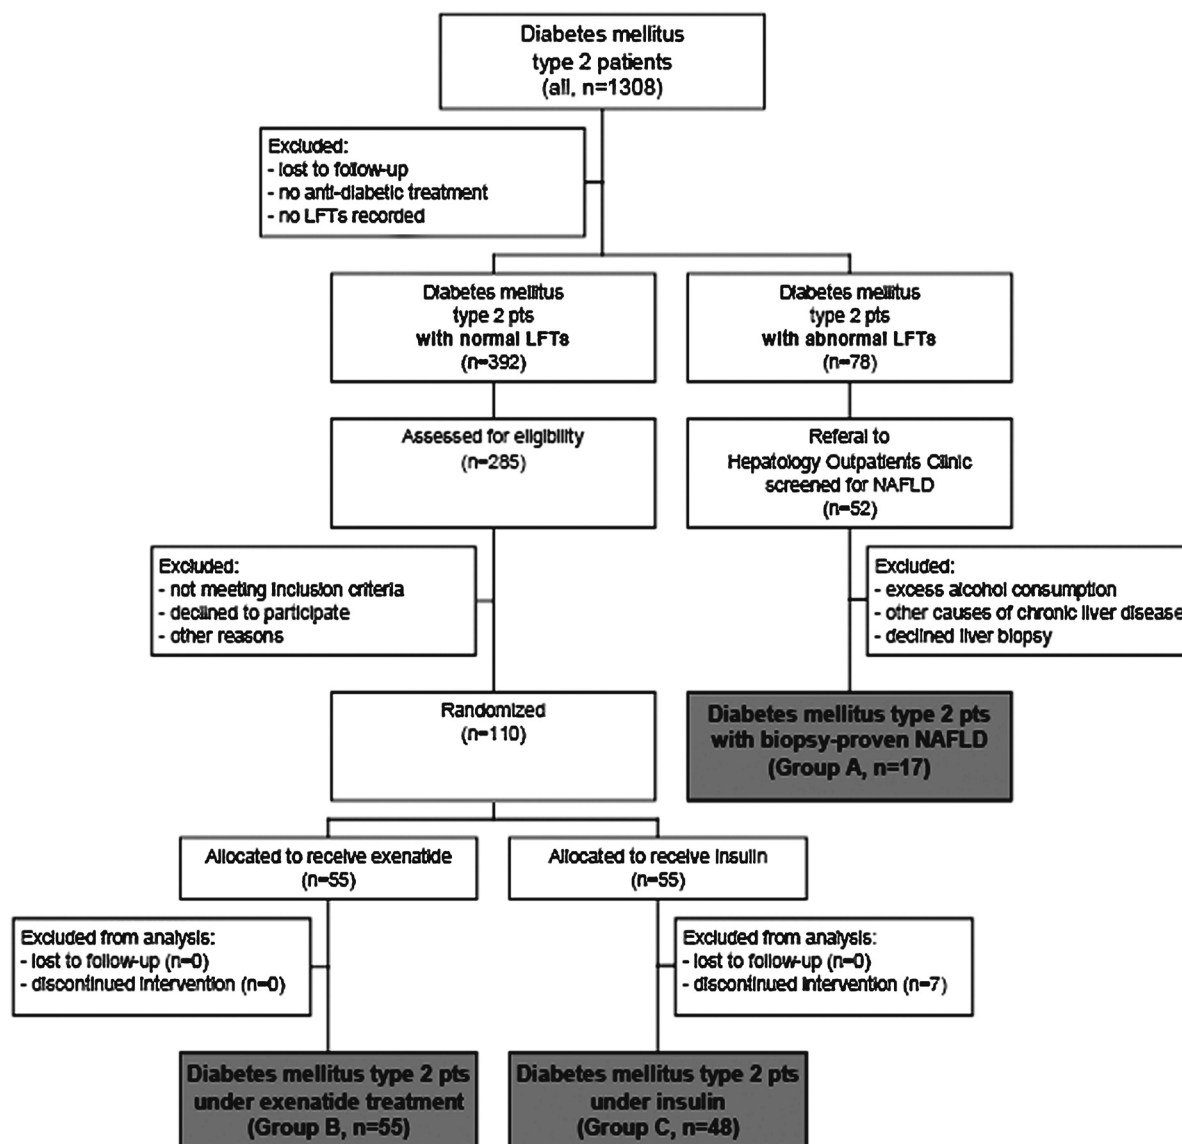 Diabetes mellitus
type 2 patients
(all, n=1308)
Excluded:
- lost to follow-up
- no anti-diabetic treatment
- no LFTs recorded
Diabetes mellitus
type 2 pts
with normal LFTs
(n=392)
Diabetes mellitus
type 2 pts
with abnormal LFTs
(n=78)
Assessed for eligibility
(n=285)
Referal to
Hepatology Outpatients Clinic
screened for NAFLD
(n=52)
Excluded:
- not meeting inclusion criteria
- declined to participate
- other reasons
Excluded:
- excess alcohol consumption
- other causes of chronic liver disease
- declined liver biopsy
Randomized
(n=110)
Diabetes mellitus type 2 pts
with biopsy-proven NAFLD
(Group A, n=17)
Allocated to receive exenatide
(n=55)
Allocated to receive insulin
(n=55)
Excluded from analysis:
- lost to follow-up (n=0)
- discontinued intervention (n=0)
Excluded from analysis:
- lost to follow-up (n=0)
- discontinued intervention (n=7)
Diabetes mellitus type 2 pts
under exenatide treatment
(Group B, n=55)
Diabetes mellitus type 2 pts
under insulin
(Group C, n=48)